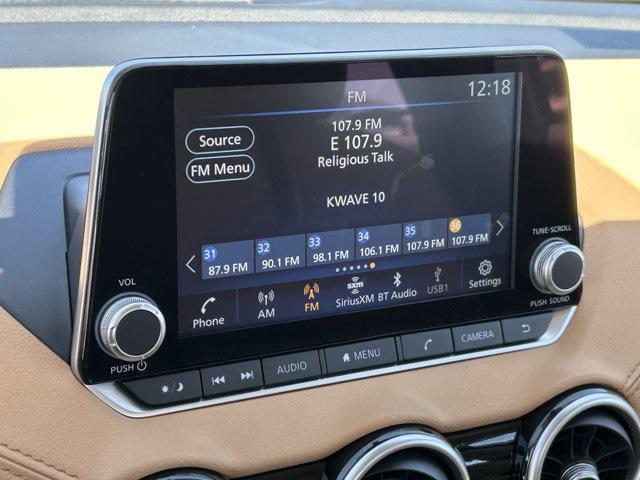 FM
12:18
Source
FM Menu
107.9 FM
E 107.9
Religious Talk
KWAVE 10
31
87.9 FM
32
90.1 FM
33
98.1 FM
34
106.1 FM
35
107.9 FM
36
107.9 FM
Phone
AM
FM
sxm
SiriusXM
BT Audio
USB1
Settings
VOL
PUSH
TUNE·SCROLL
PUSH SOUND
AUDIO
MENU
CAMERA